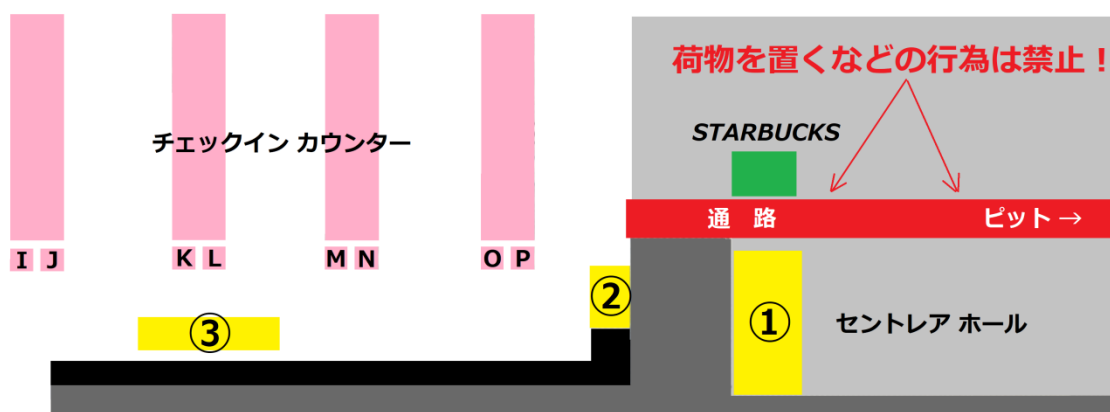 荷物を置くなどの行為は禁止！
STARBUCKS
チェックイン カウンター
通 路
ピット →
I J
K L
M N
O P
②
①
③
セントレア ホール